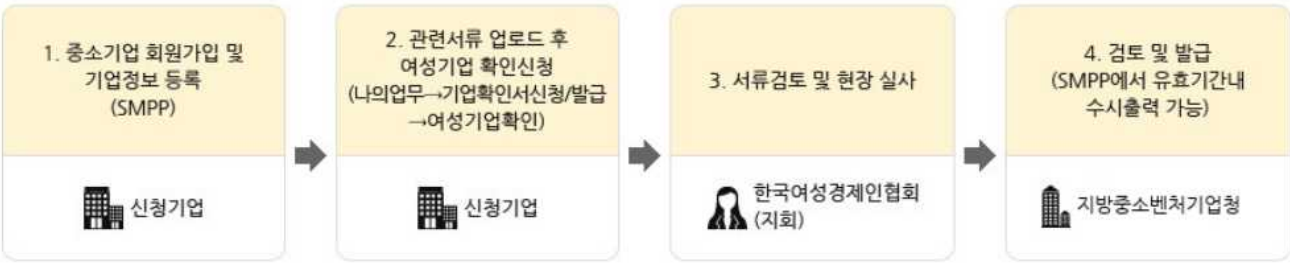 1. 중소기업 회원가입 및
기업정보 등록
(SMPP)
신청기업
2. 관련서류 업로드 후
여성기업 확인신청
(나의업무→기업확인서신청/발급
→여성기업확인)
신청기업
3. 서류검토 및 현장 실사
한국여성경제인협회
(지회)
4. 검토 및 발급
(SMPP에서 유효기간내
수시출력 가능)
지방중소벤처기업청